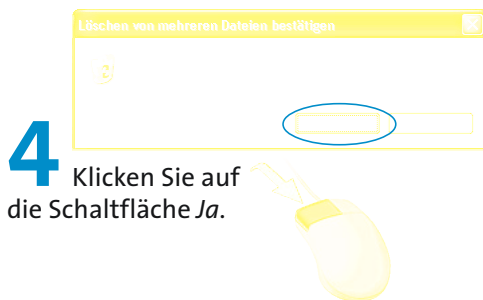 Löschen von mehreren Dateien bestätigen
4
Klicken Sie auf
die Schaltfläche Ja.